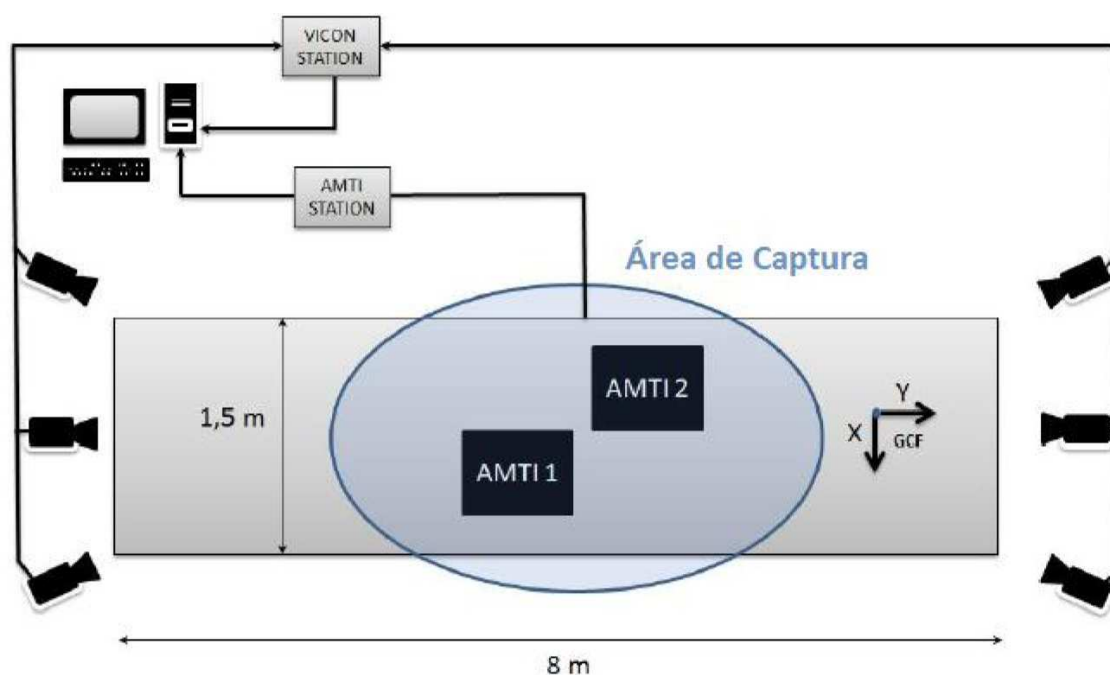 VICON
STATION
AMTI
STATION
Área de Captura
AMTI 2
1,5 m
AMTI 1
Y
X
GCF
8 m